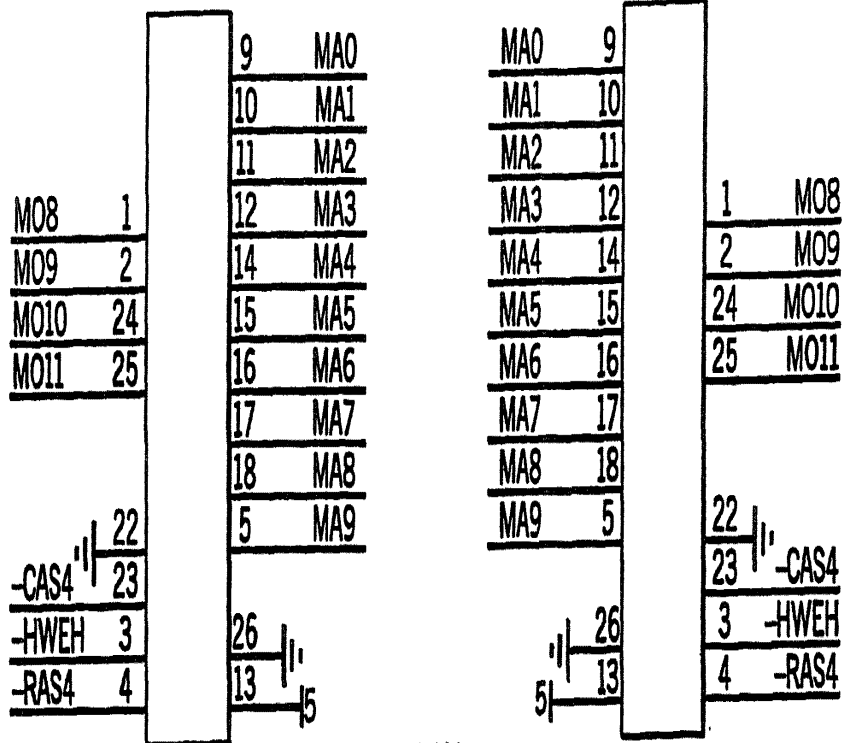 9 MA0
10 MA1
11 MA2
12 MA3
14 MA4
15 MA5
16 MA6
17 MA7
18 MA8
5 MA9
26
13 5
MO8 1
MO9 2
MO10 24
MO11 25
22
-CAS4 23
-HWEH 3
-RAS4 4
MA0 9
MA1 10
MA2 11
MA3 12
MA4 14
MA5 15
MA6 16
MA7 17
MA8 18
MA9 5
26
5 13
1 MO8
2 MO9
24 MO10
25 MO11
22
23 -CAS4
3 -HWEH
4 -RAS4